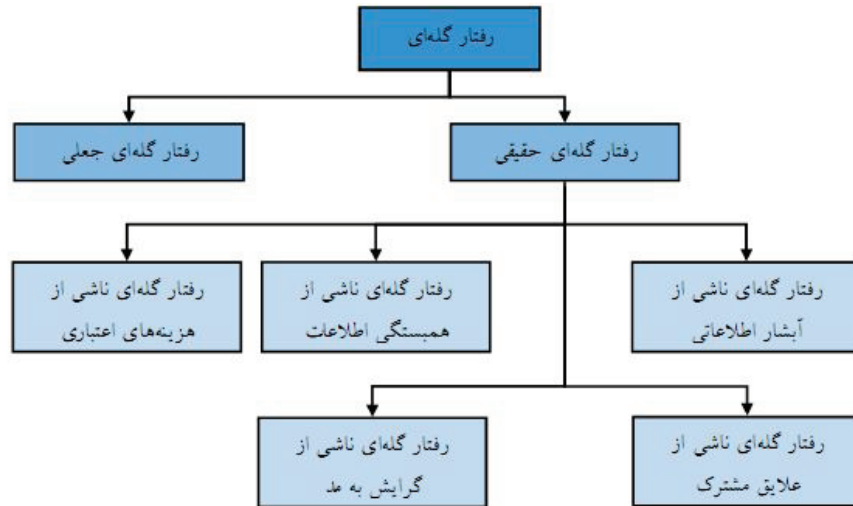 رفتار گله‌ای
رفتار گله‌ای حقیقی
رفتار گله‌ای جعلی
رفتار گله‌ای ناشی از
آبشار اطلاعاتی
رفتار گله‌ای ناشی از
همبستگی اطلاعات
رفتار گله‌ای ناشی از
هزینه‌های اعتباری
رفتار گله‌ای ناشی از
علایق مشترک
رفتار گله‌ای ناشی از
گرایش به مد